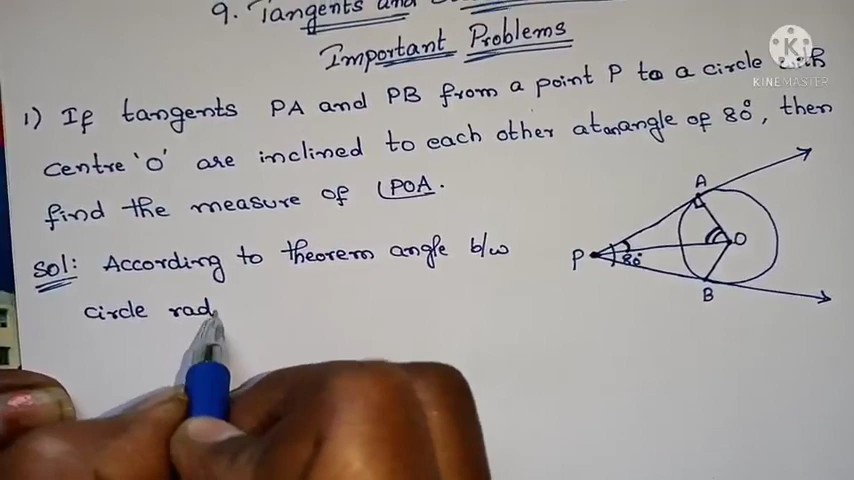 9. Tangents and
Important Problems
KINEMASTER
1) If tangents PA and PB from a point P to a circle with
centre 'O' are inclined to each other at an angle of 80°, then
find the measure of ∠POA.
Sol: According to theorem angle b/w
circle rad
A
P
80°
O
B